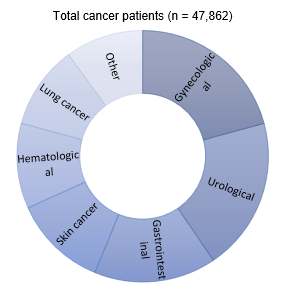 Total cancer patients (n = 47,862)
Gynecologic
al
Urological
Gastrointest
inal
Skin cancer
Hematologic
al
Lung cancer
Other